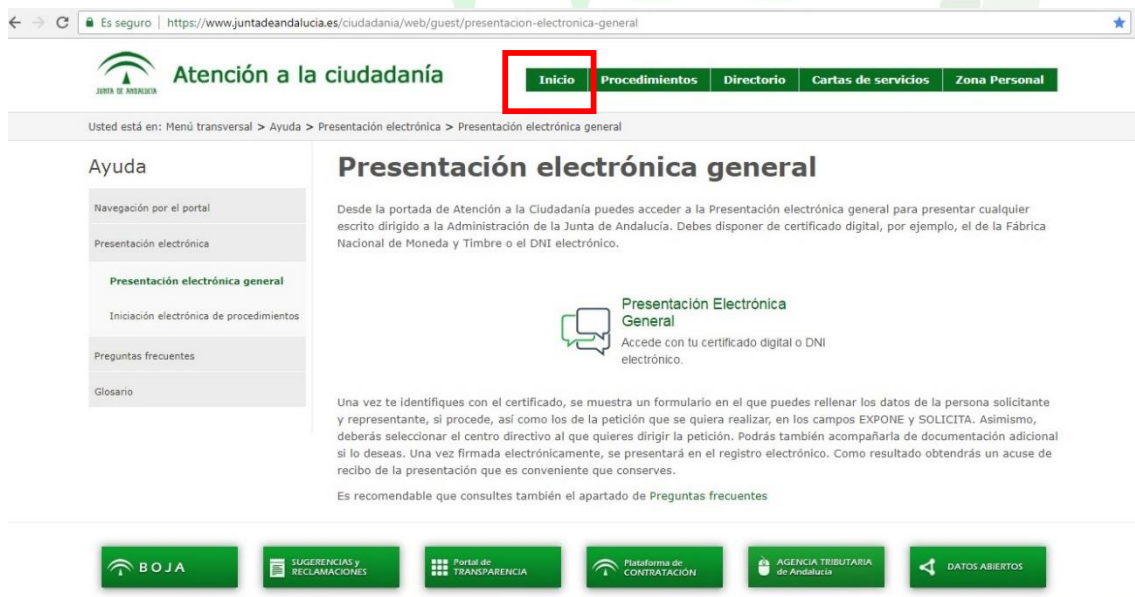 Es seguro | https://www.juntadeandalucia.es/ciudadania/web/guest/presentacion-electronica-general
JUNTA DE ANDALUCIA
Atención a la ciudadanía
Inicio
Procedimientos
Directorio
Cartas de servicios
Zona Personal
Usted está en: Menú transversal > Ayuda > Presentación electrónica > Presentación electrónica general
Ayuda
Navegación por el portal
Presentación electrónica
Presentación electrónica general
Iniciación electrónica de procedimientos
Preguntas frecuentes
Glosario
Presentación electrónica general
Desde la portada de Atención a la Ciudadanía puedes acceder a la Presentación electrónica general para presentar cualquier
escrito dirigido a la Administración de la Junta de Andalucía. Debes disponer de certificado digital, por ejemplo, el de la Fábrica
Nacional de Moneda y Timbre o el DNI electrónico.
Presentación Electrónica
General
Accede con tu certificado digital o DNI
electrónico.
Una vez te identifiques con el certificado, se muestra un formulario en el que puedes rellenar los datos de la persona solicitante
y representante, si procede, así como los de la petición que se quiera realizar, en los campos EXPONE y SOLICITA. Asimismo,
deberás seleccionar el centro directivo al que quieres dirigir la petición. Podrás también acompañarla de documentación adicional
si lo deseas. Una vez firmada electrónicamente, se presentará en el registro electrónico. Como resultado obtendrás un acuse de
recibo de la presentación que es conveniente que conserves.
Es recomendable que consultes también el apartado de Preguntas frecuentes
BOJA
SUGERENCIAS y
RECLAMACIONES
Portal de
TRANSPARENCIA
Plataforma de
CONTRATACIÓN
AGENCIA TRIBUTARIA
de Andalucía
DATOS ABIERTOS